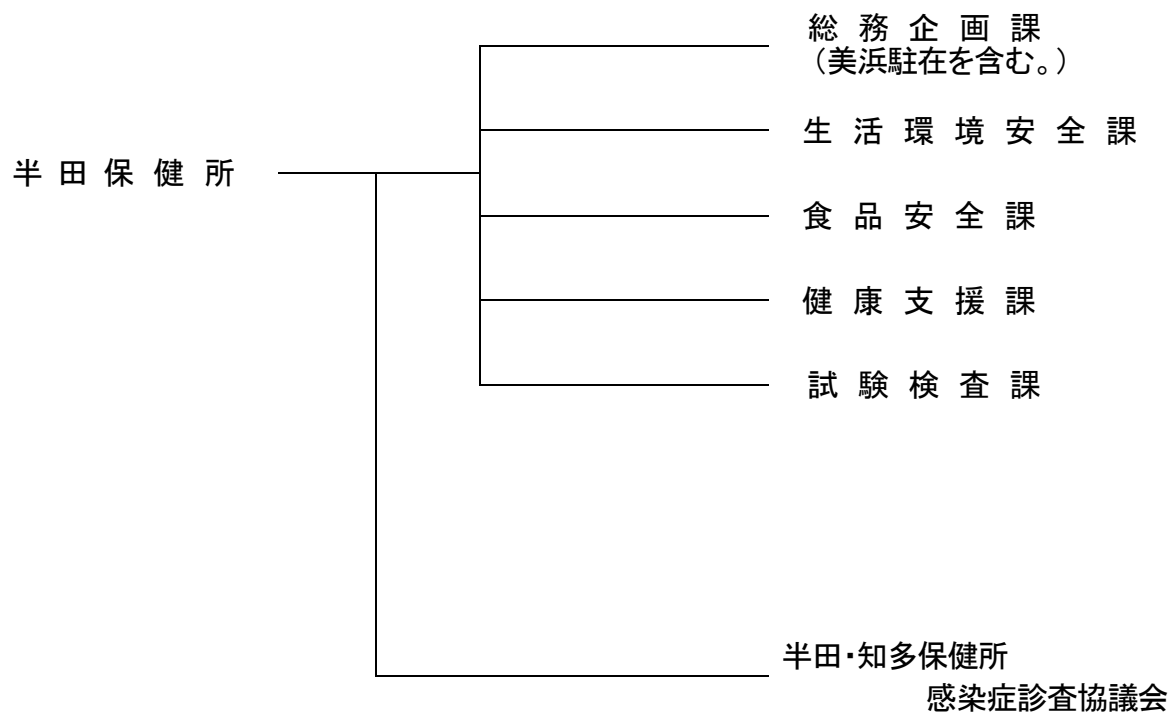 総務企画課
（美浜駐在を含む。）
生活環境安全課
半田保健所
食品安全課
健康支援課
試験検査課
半田・知多保健所
感染症診査協議会